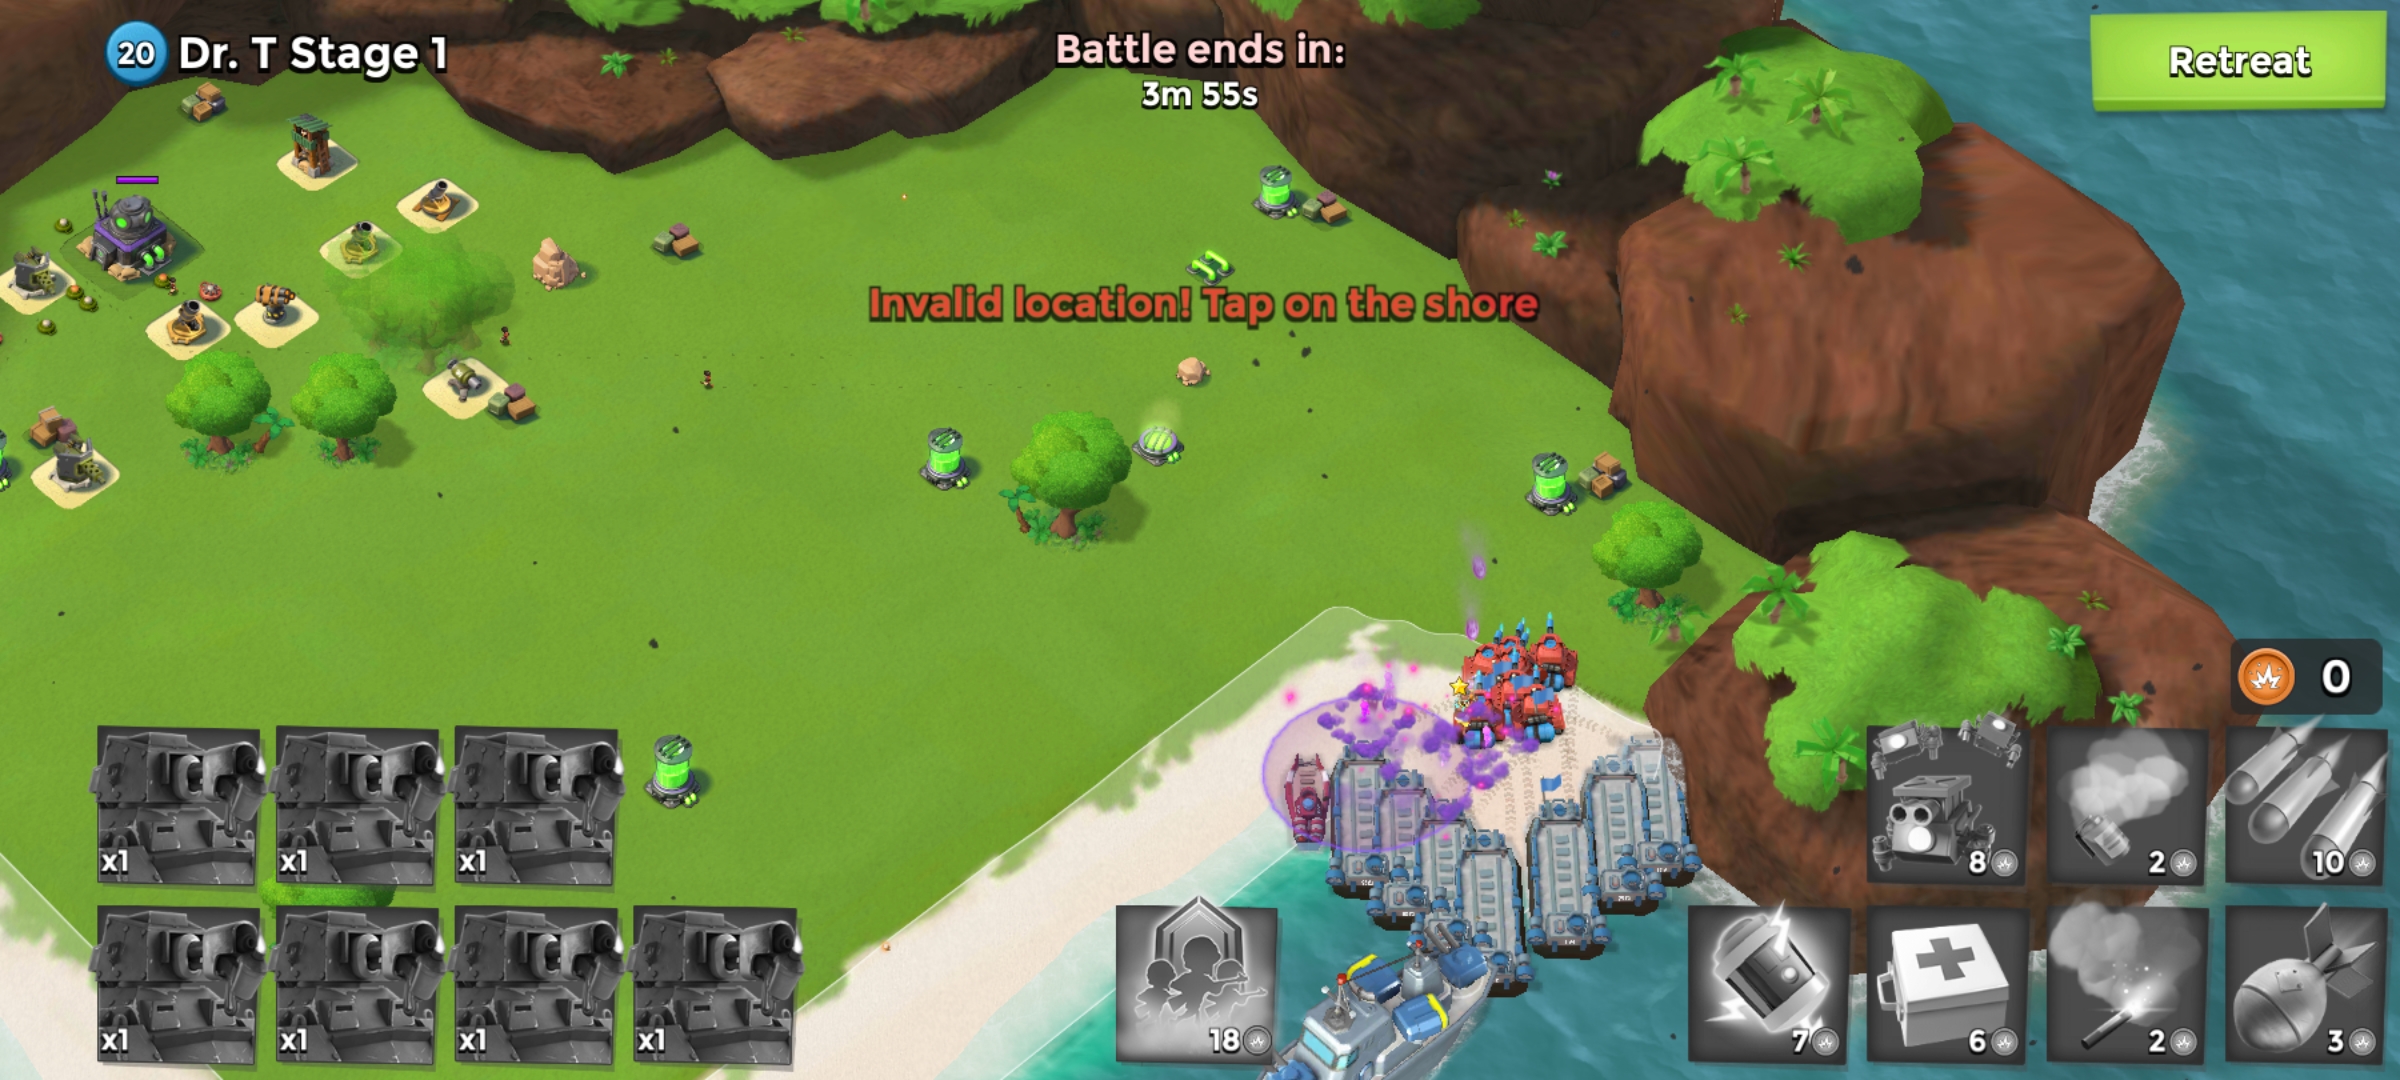 20 Dr. T Stage 1
Battle ends in:
3m 55s
Retreat
Invalid location! Tap on the shore
0
x1
x1
x1
8
2
10
x1
x1
x1
x1
18
7
6
2
3